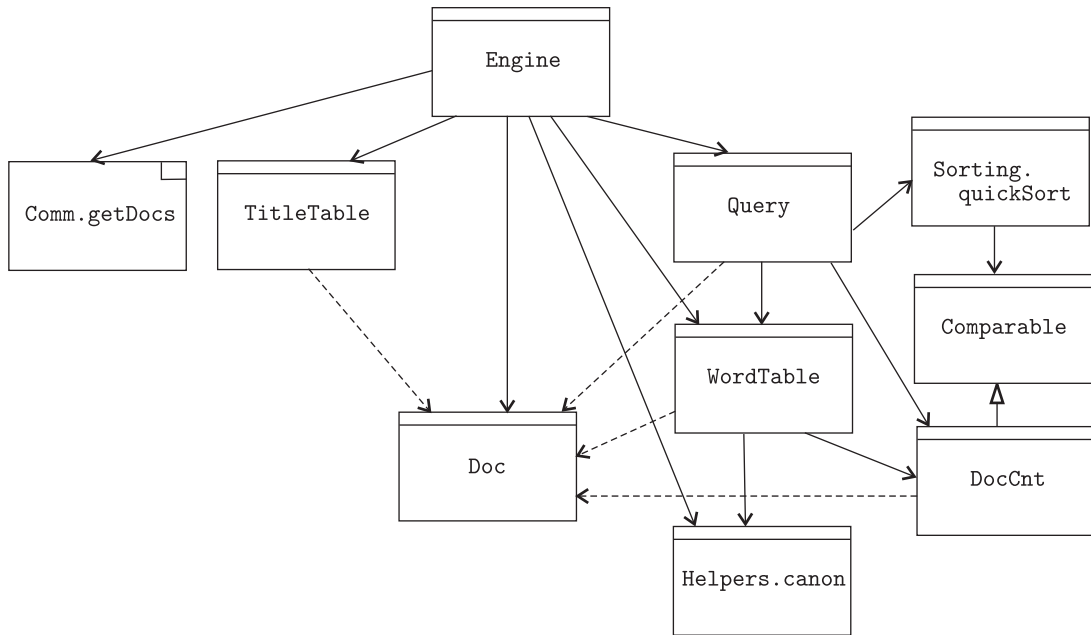 Engine
Comm.getDocs
TitleTable
Query
Sorting.
quickSort
Comparable
WordTable
Doc
DocCnt
Helpers.canon